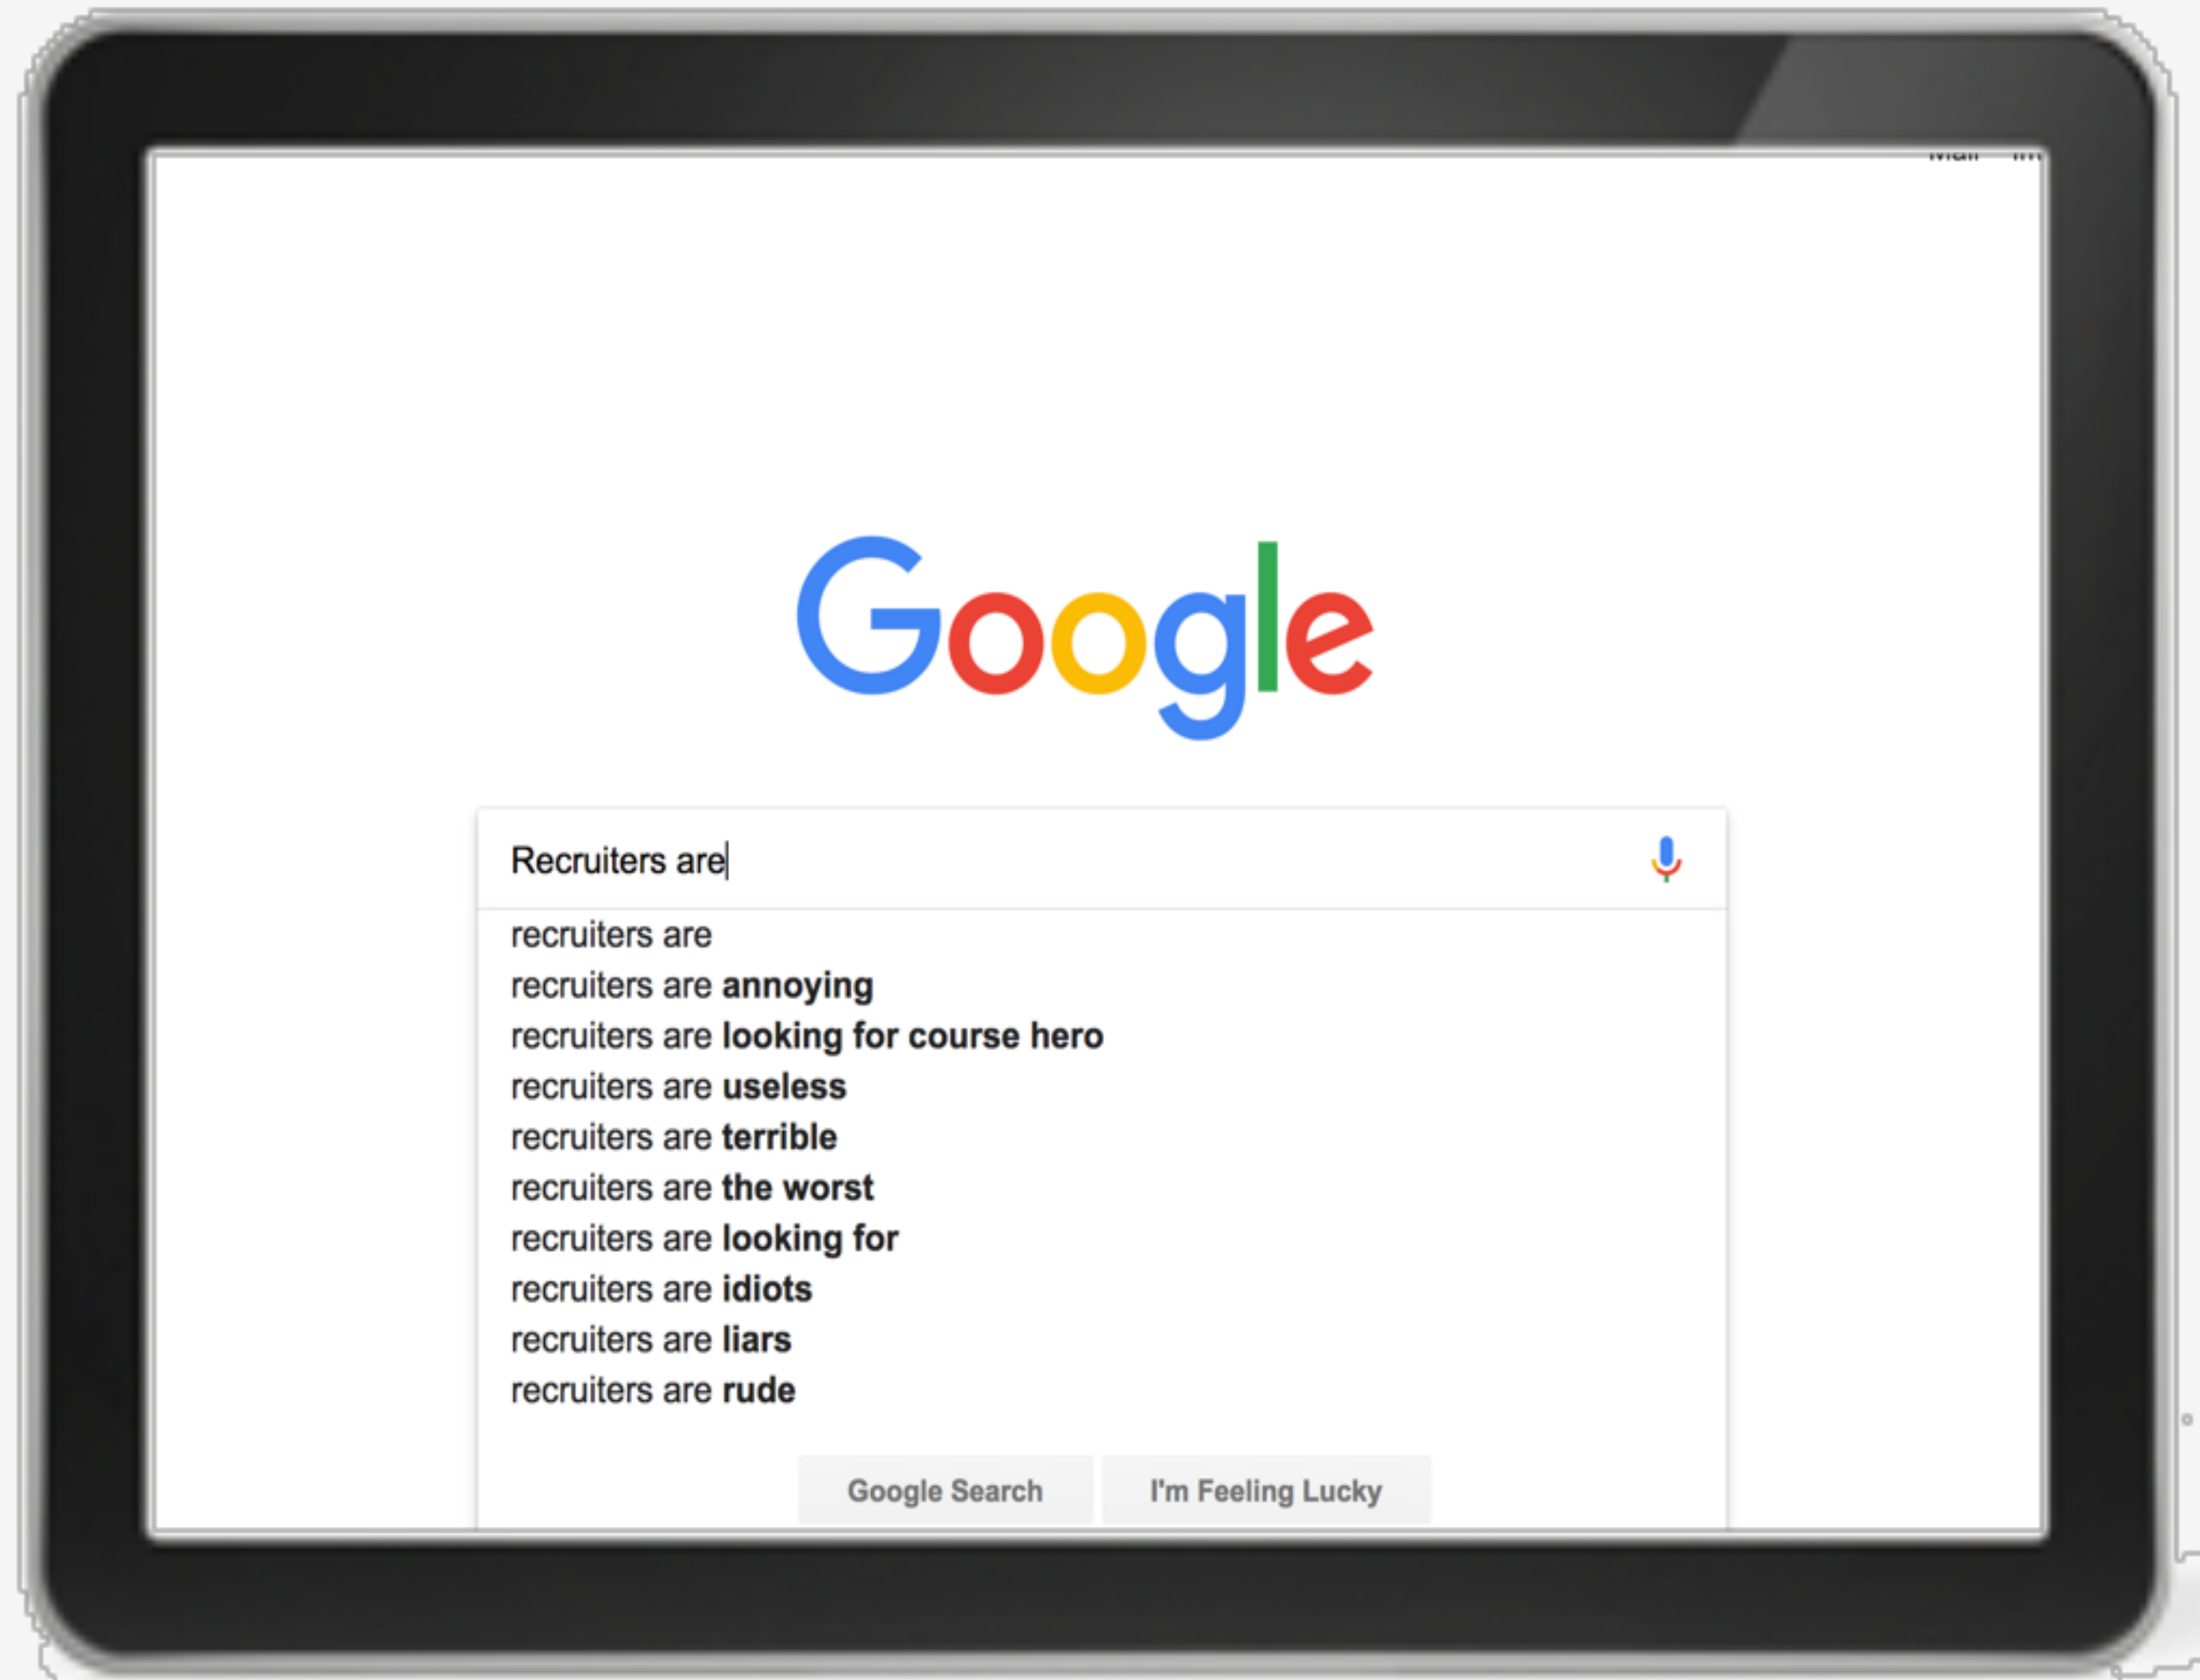 Google
Recruiters are
recruiters are
recruiters are annoying
recruiters are looking for course hero
recruiters are useless
recruiters are terrible
recruiters are the worst
recruiters are looking for
recruiters are idiots
recruiters are liars
recruiters are rude
Google Search I'm Feeling Lucky